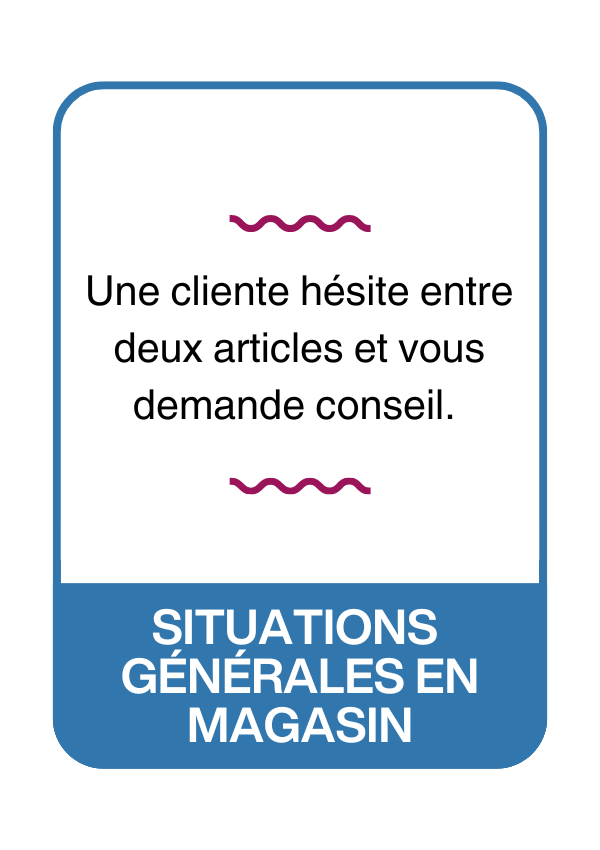 Une cliente hésite entre
deux articles et vous
demande conseil.
SITUATIONS
GÉNÉRALES EN
MAGASIN